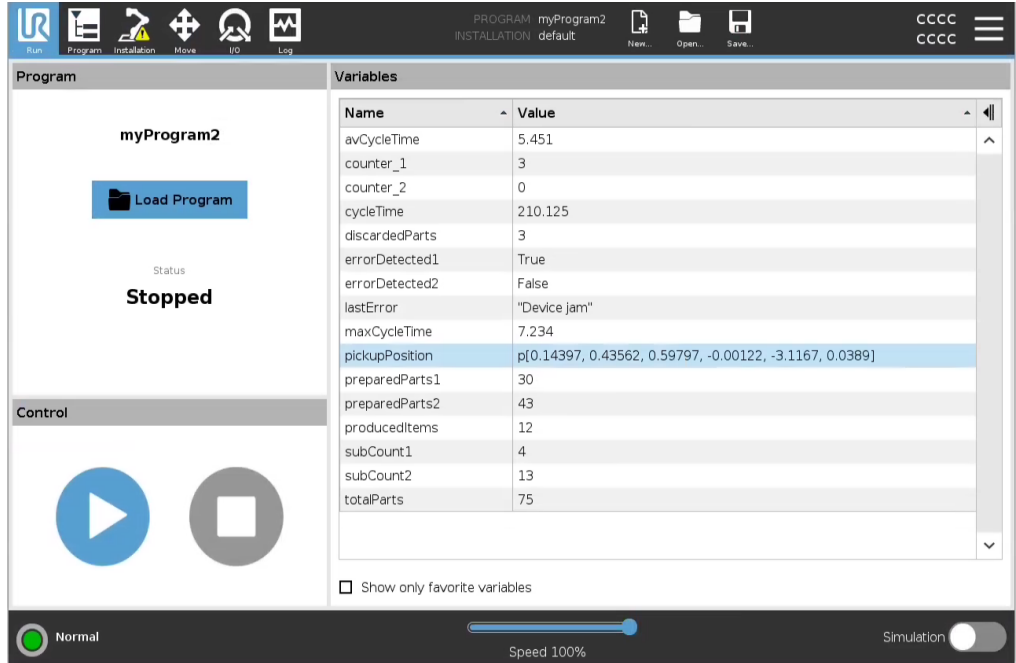 UR
Run
Program
Installation
Move
I/O
Log
PROGRAM myProgram2
INSTALLATION default
New...
Open...
Save...
CCCC
CCCC
Program
myProgram2
Load Program
Status
Stopped
Control
Variables
Name Value
avCycleTime 5.451
counter_1 3
counter_2 0
cycleTime 210.125
discardedParts 3
errorDetected1 True
errorDetected2 False
lastError "Device jam"
maxCycleTime 7.234
pickupPosition p[0.14397, 0.43562, 0.59797, -0.00122, -3.1167, 0.0389]
preparedParts1 30
preparedParts2 43
producedItems 12
subCount1 4
subCount2 13
totalParts 75
Show only favorite variables
Normal
Speed 100%
Simulation